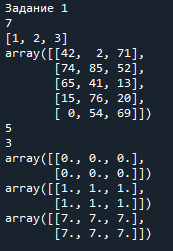 Задание 1
7
[1, 2, 3]
array([[42,  2, 71],
       [74, 85, 52],
       [65, 41, 13],
       [15, 76, 20],
       [ 0, 54, 69]])
5
3
array([[0., 0., 0.],
       [0., 0., 0.]])
array([[1., 1., 1.],
       [1., 1., 1.]])
array([[7., 7., 7.],
       [7., 7., 7.]])